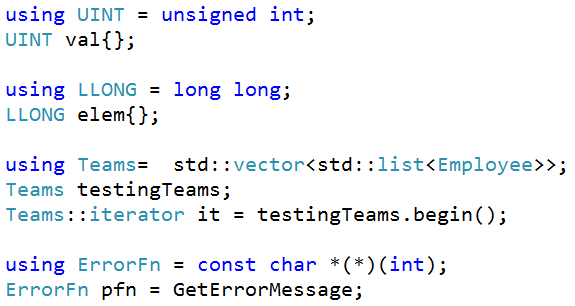 using UINT = unsigned int;
UINT val{};
using LLONG = long long;
LLONG elem{};
using Teams=  std::vector<std::list<Employee>>;
Teams testingTeams;
Teams::iterator it = testingTeams.begin();
using ErrorFn = const char *(*)(int);
ErrorFn pfn = GetErrorMessage;